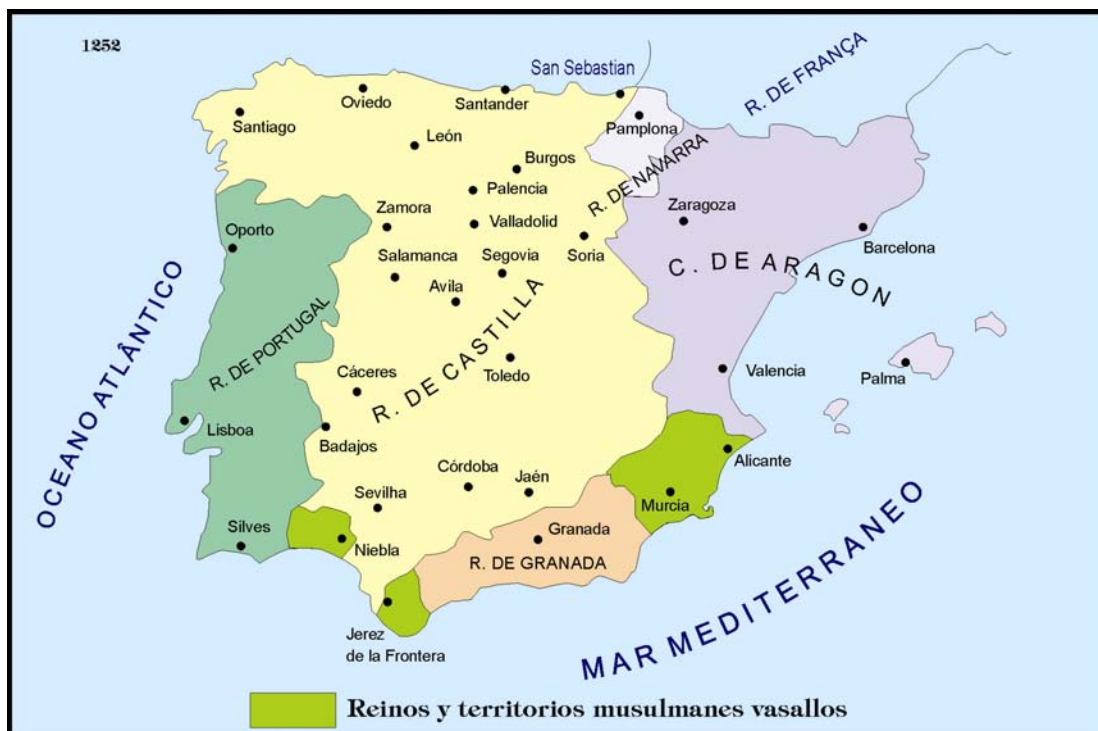 1252
San Sebastian
R. DE FRANÇA
Oviedo
Santander
Santiago
Pamplona
León
Burgos
R. DE NAVARRA
Palencia
Zamora
Valladolid
Zaragoza
Oporto
Soria
Barcelona
Salamanca
Segovia
C. DE ARAGON
Avila
OCEANO ATLÂNTICO
R. DE PORTUGAL
R. DE CASTILLA
Cáceres
Toledo
Valencia
Palma
Lisboa
Badajos
Alicante
Córdoba
Jaén
Sevilha
Murcia
Silves
Niebla
Granada
R. DE GRANADA
MAR MEDITERRANEO
Jerez
de la Frontera
Reinos y territorios musulmanes vasallos